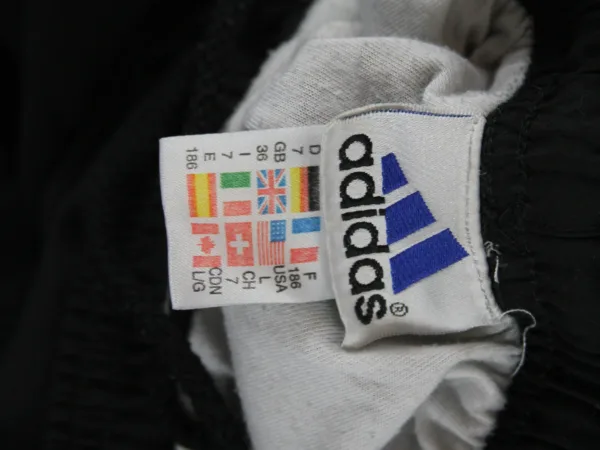 adidas®
D F
7 186
GB USA
36 L
I CH
7 7
E CDN
186 L/G